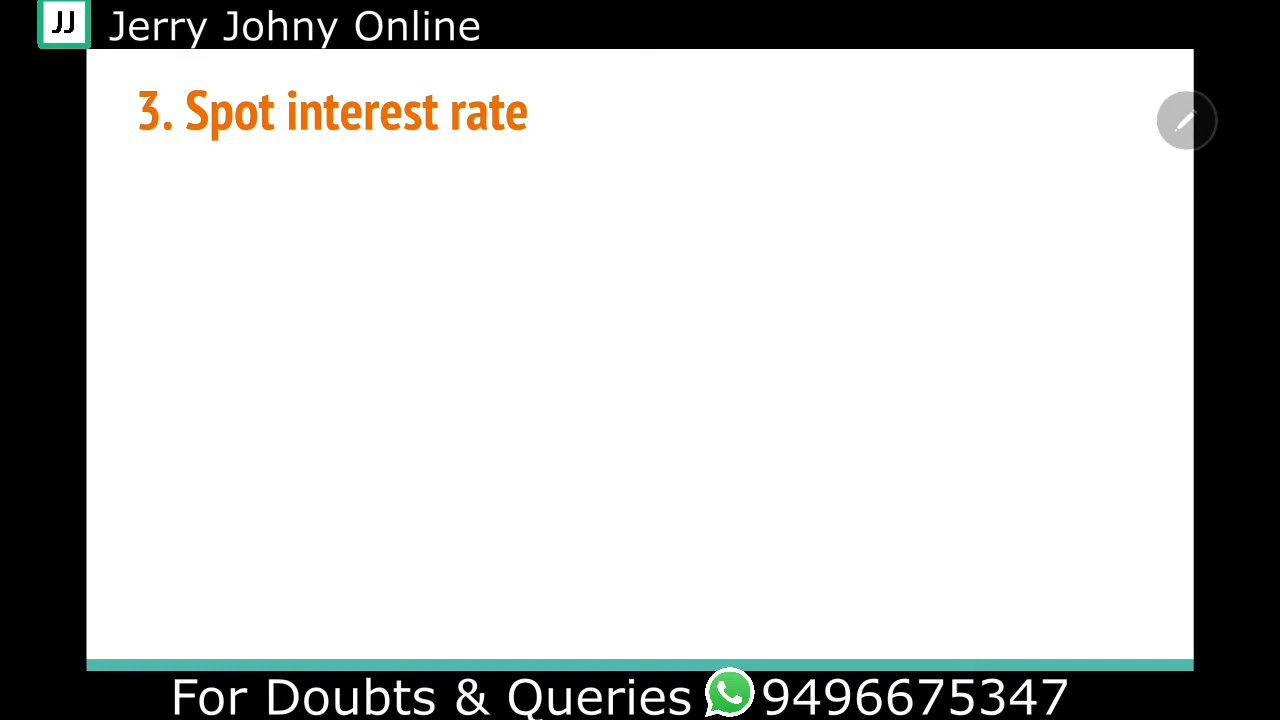 JJ Jerry Johny Online
3. Spot interest rate
For Doubts & Queries 9496675347